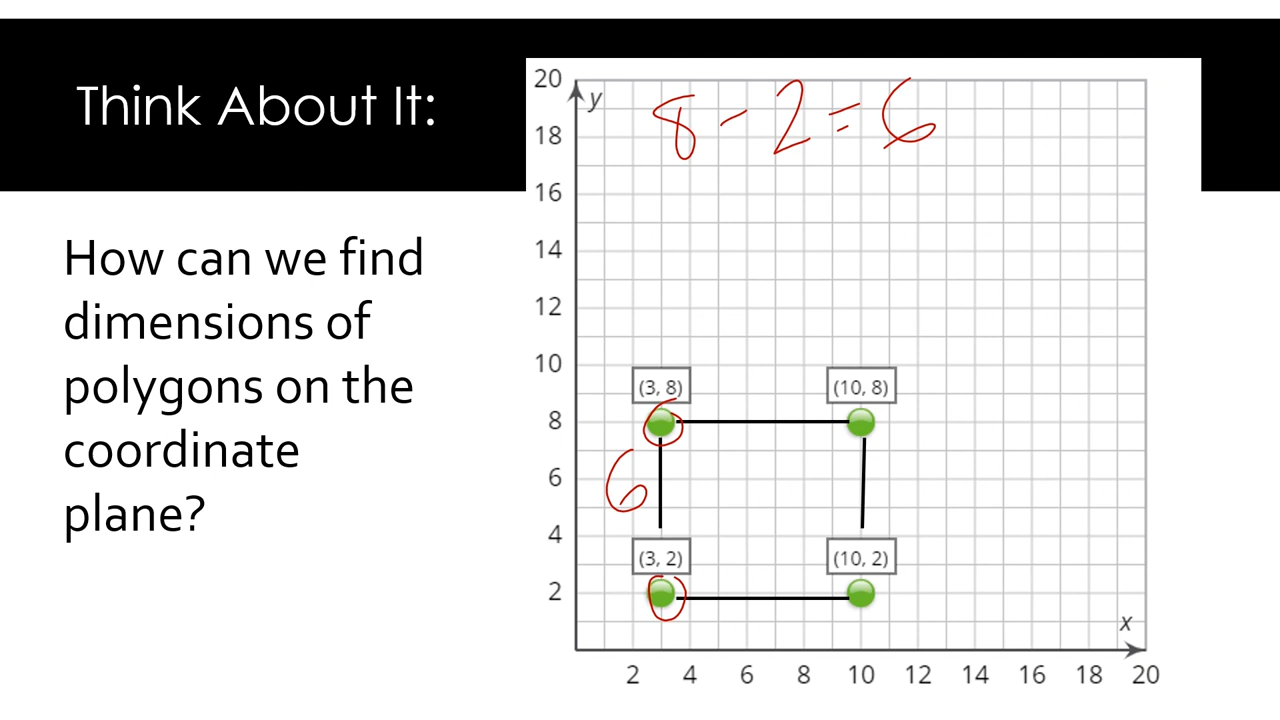 Think About It:
How can we find
dimensions of
polygons on the
coordinate
plane?
8 - 2 = 6
20
y
18
16
14
12
10
(3, 8)
(10, 8)
8
6
6
4
(3, 2)
(10, 2)
2
x
2 4 6 8 10 12 14 16 18 20